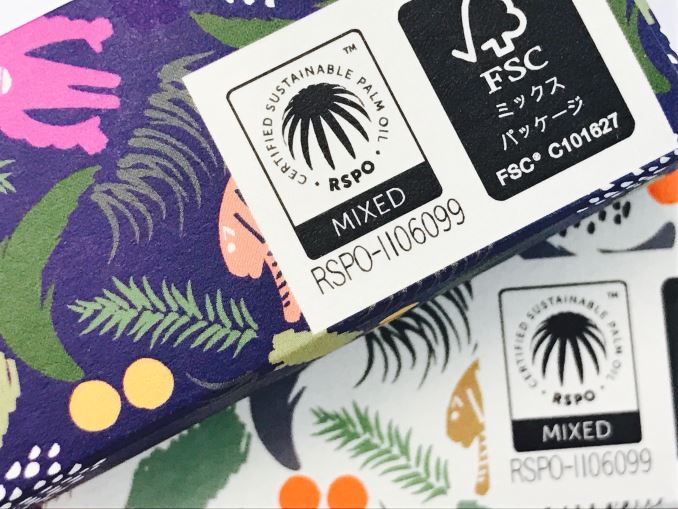 CERTIFIED SUSTAINABLE PALM OIL ™
RSPO
MIXED
RSPO-1106099
FSC
ミックス
パッケージ
FSC® C101627
CERTIFIED SUSTAINABLE PALM OIL ™
RSPO
MIXED
RSPO-1106099